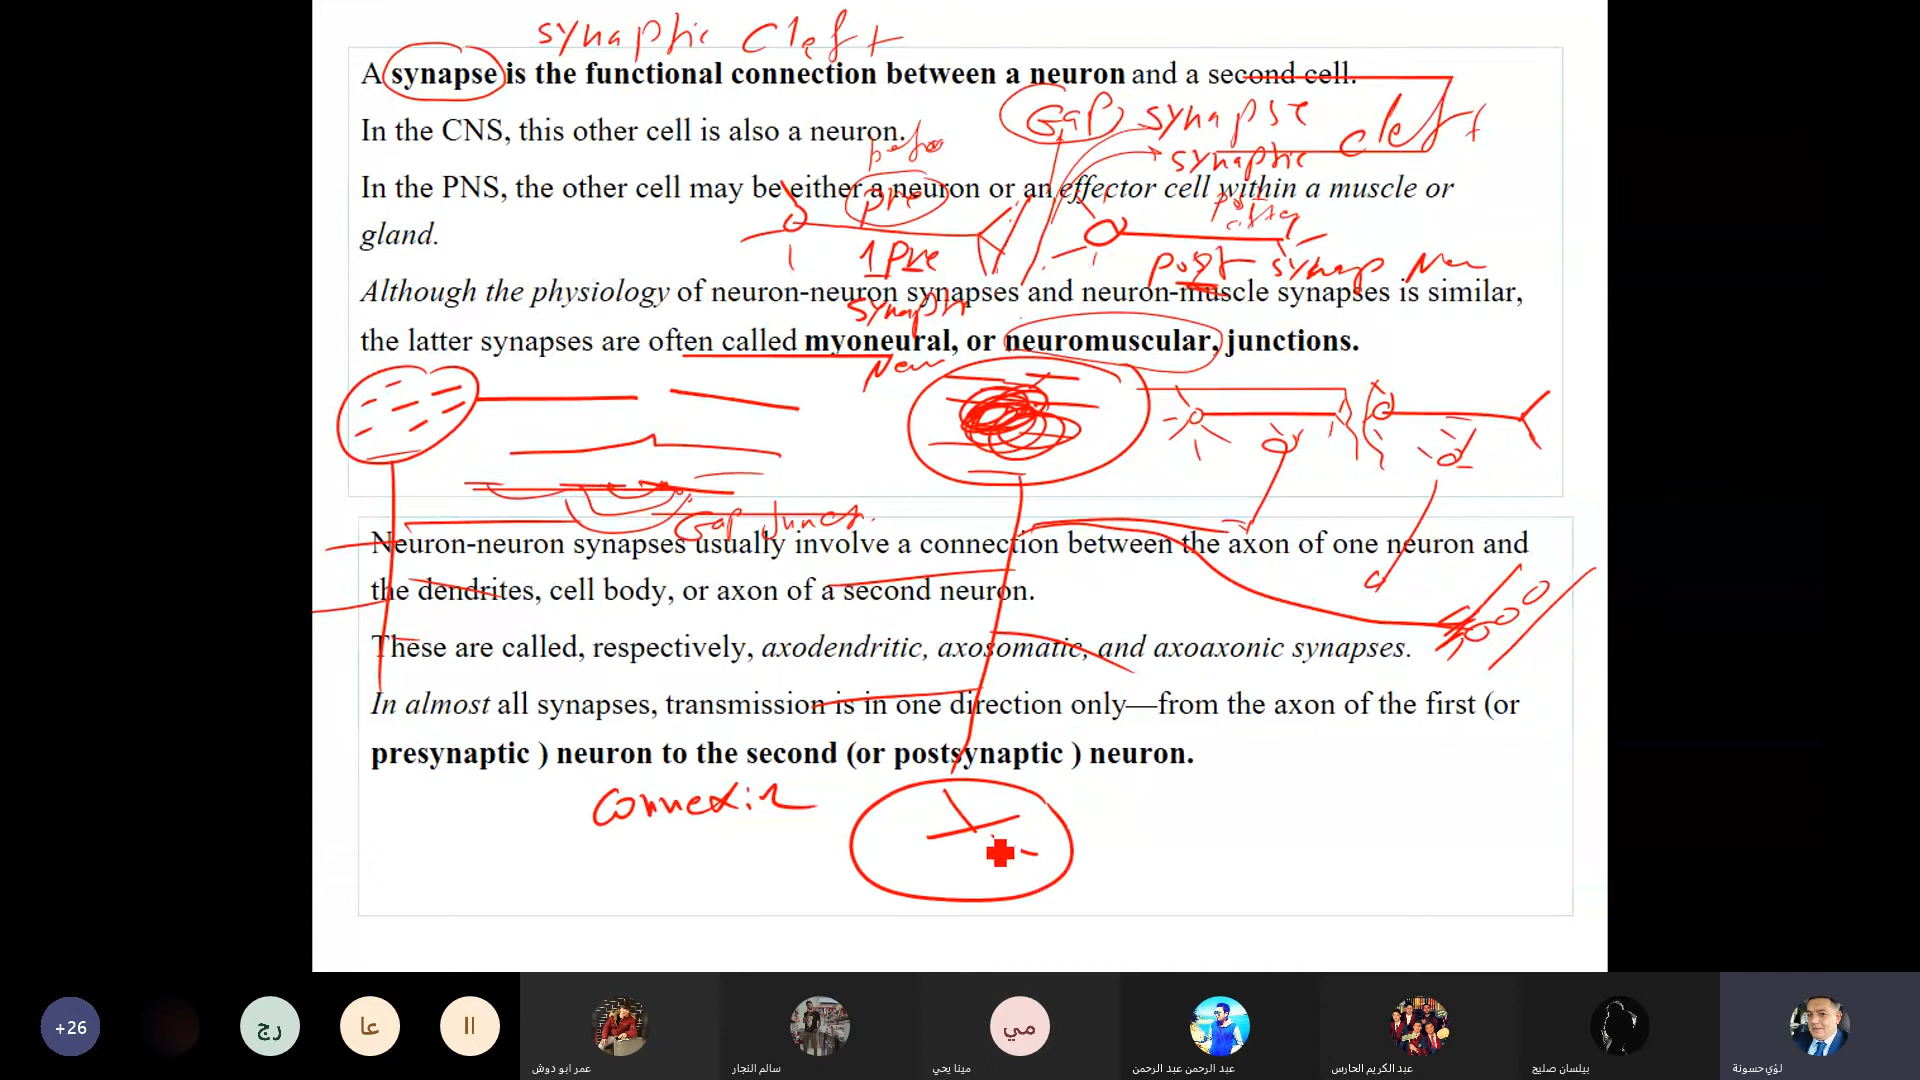 synaptic cleft
A synapse is the functional connection between a neuron and a second cell.
Gap synapse cleft
In the CNS, this other cell is also a neuron.
synaptic
In the PNS, the other cell may be either a neuron or an effector cell within a muscle or
pre
gland.
1 Pre
post synap Neu
Although the physiology of neuron-neuron synapses and neuron-muscle synapses is similar,
the latter synapses are often called myoneural, or neuromuscular, junctions.
Gap Junct.
Neuron-neuron synapses usually involve a connection between the axon of one neuron and
the dendrites, cell body, or axon of a second neuron.
These are called, respectively, axodendritic, axosomatic, and axoaxonic synapses.
In almost all synapses, transmission is in one direction only—from the axon of the first (or
presynaptic ) neuron to the second (or postsynaptic ) neuron.
connexin
+26
رج
عا
اا
مي
عمر ابو دوش
سالم النجار
مينا يحي
عبد الرحمن عبد الرحمن
عبد الكريم الحارس
بيلسان صليح
لؤي حسونة